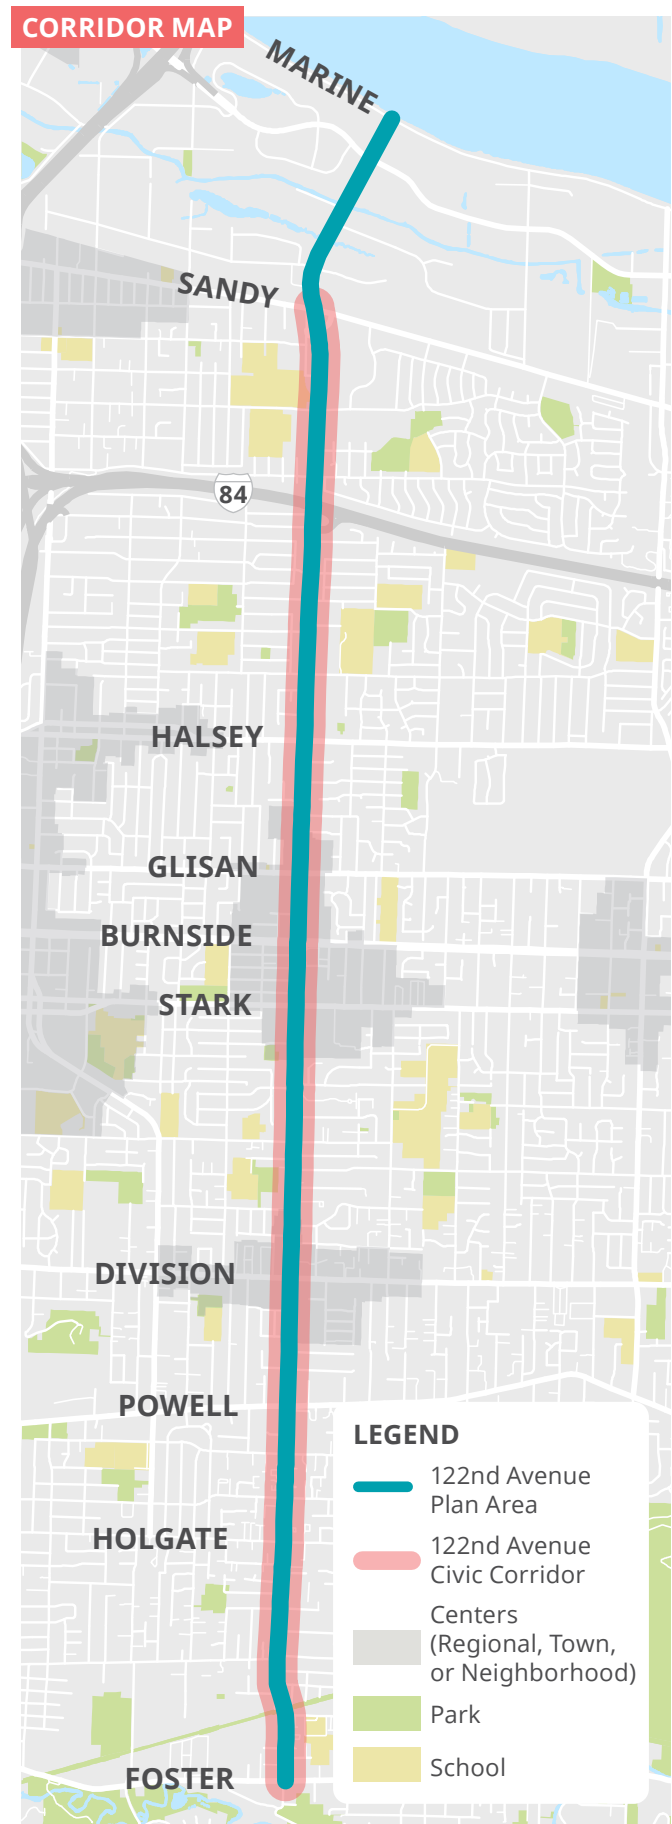 CORRIDOR MAP
MARINE
SANDY
84
HALSEY
GLISAN
BURNSIDE
STARK
DIVISION
POWELL
HOLGATE
FOSTER
LEGEND
122nd Avenue
Plan Area
122nd Avenue
Civic Corridor
Centers
(Regional, Town,
or Neighborhood)
Park
School